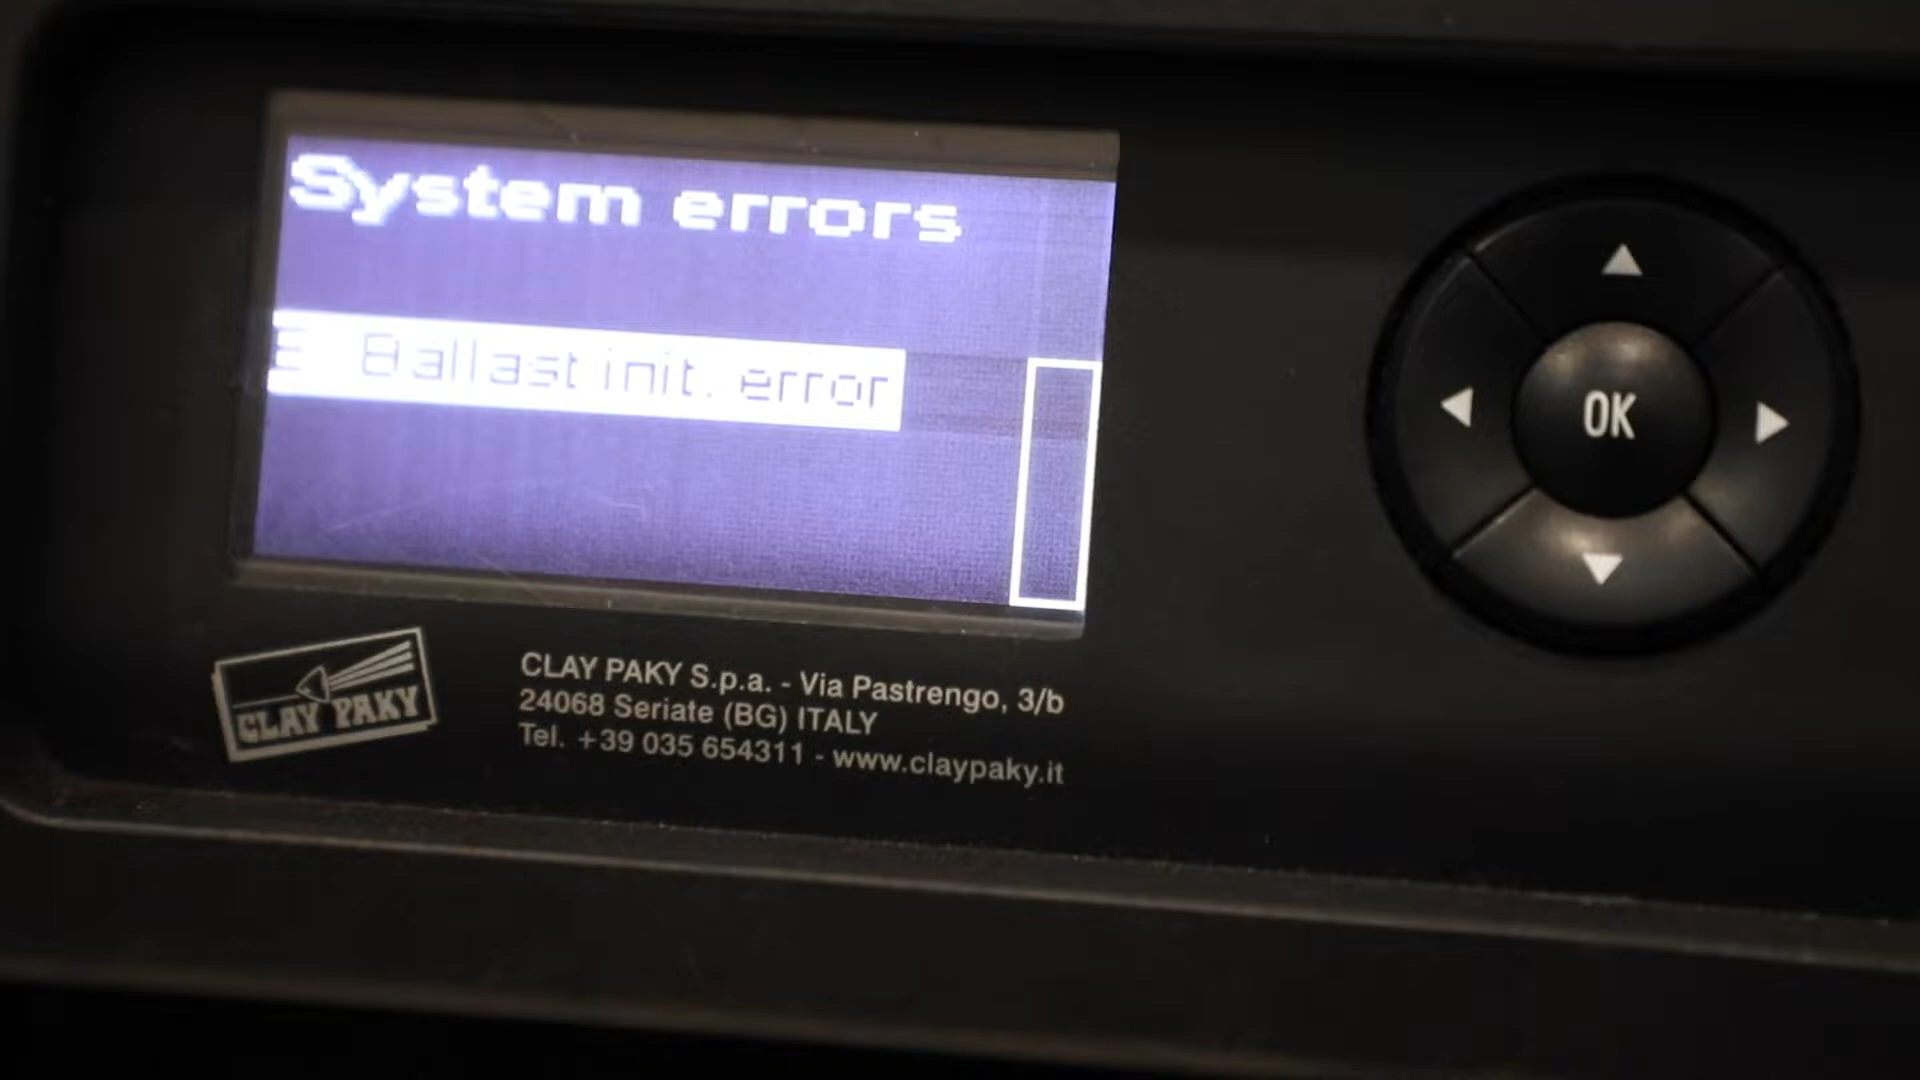 System errors
E Ballast init. error
OK
CLAY PAKY
CLAY PAKY S.p.a. - Via Pastrengo, 3/b
24068 Seriate (BG) ITALY
Tel. +39 035 654311 - www.claypaky.it